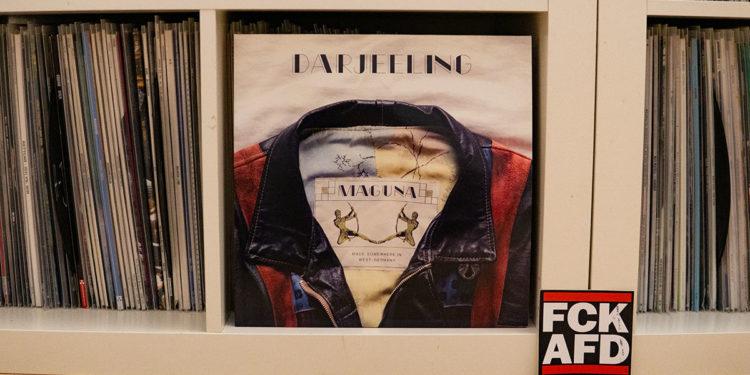 DARJEELING
MAGUNA
MADE SOMEWHERE IN
WEST-GERMANY
FCK
AFD